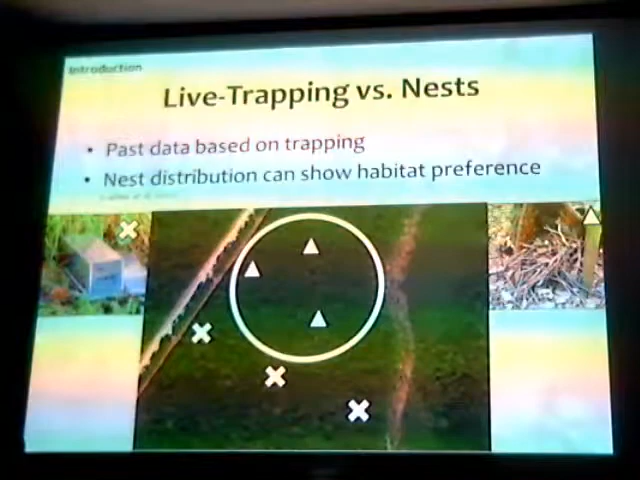 Introduction
Live-Trapping vs. Nests
• Past data based on trapping
• Nest distribution can show habitat preference